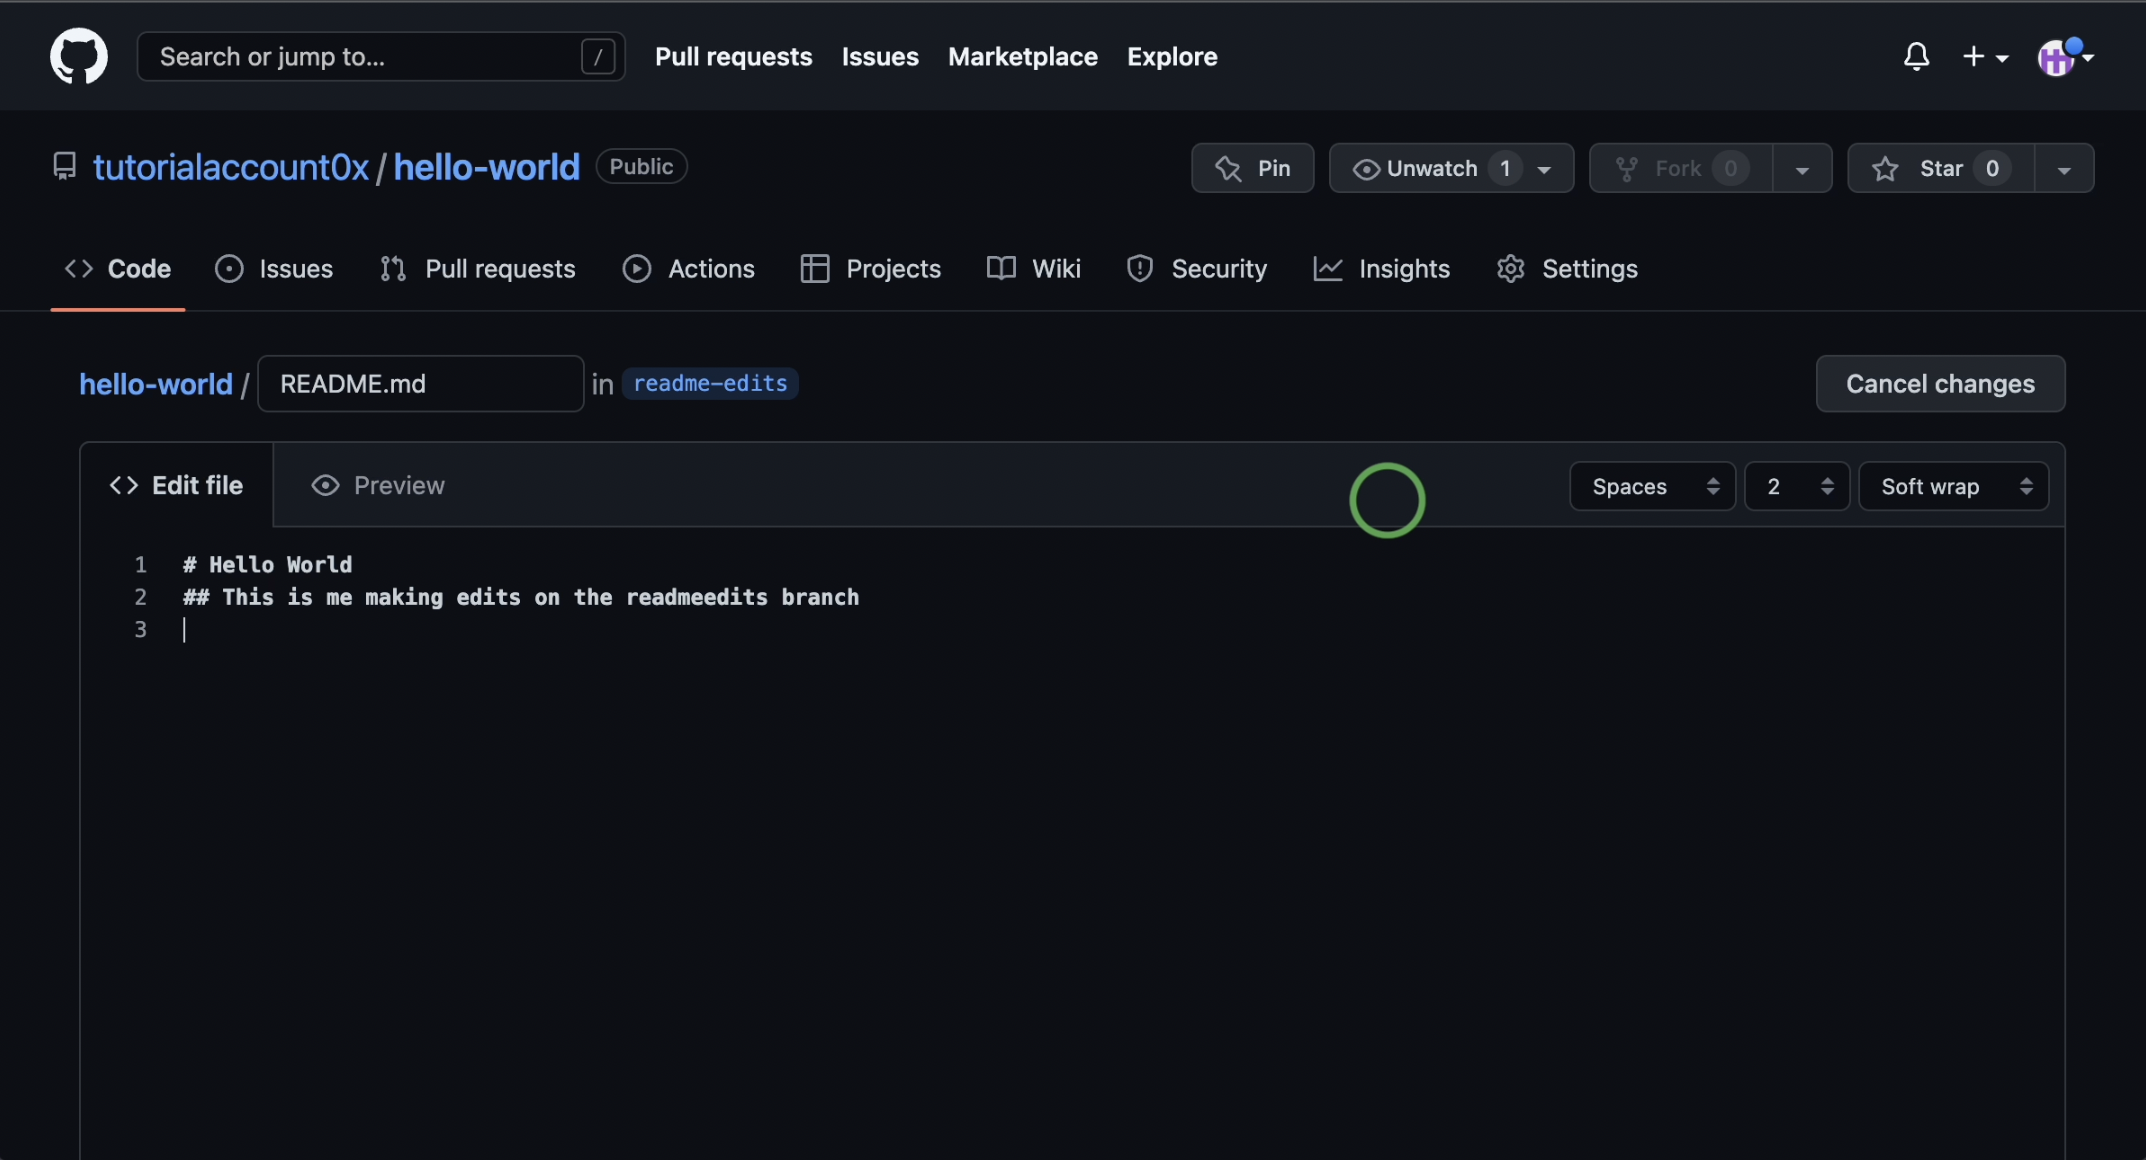 Search or jump to... / Pull requests Issues Marketplace Explore
tutorialaccount0x / hello-world Public Pin Unwatch 1 Fork 0 Star 0
Code Issues Pull requests Actions Projects Wiki Security Insights Settings
hello-world / README.md in readme-edits Cancel changes
Edit file Preview Spaces 2 Soft wrap
1 # Hello World
2 ## This is me making edits on the readmeedits branch
3